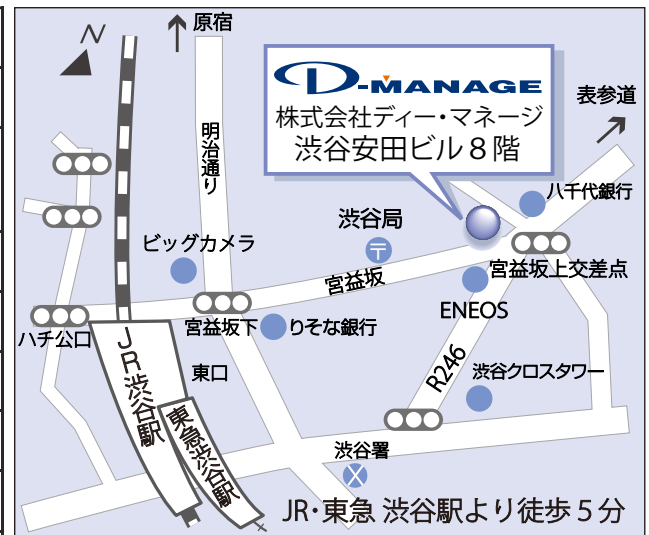 N
原宿
D-MANAGE
株式会社ディー・マネージ
渋谷安田ビル８階
表参道
明治通り
八千代銀行
渋谷局
〒
ビッグカメラ
宮益坂
宮益坂上交差点
ENEOS
ハチ公口
宮益坂下
りそな銀行
JR渋谷駅
東口
R246
渋谷クロスタワー
東急渋谷駅
渋谷署
JR・東急 渋谷駅より徒歩５分